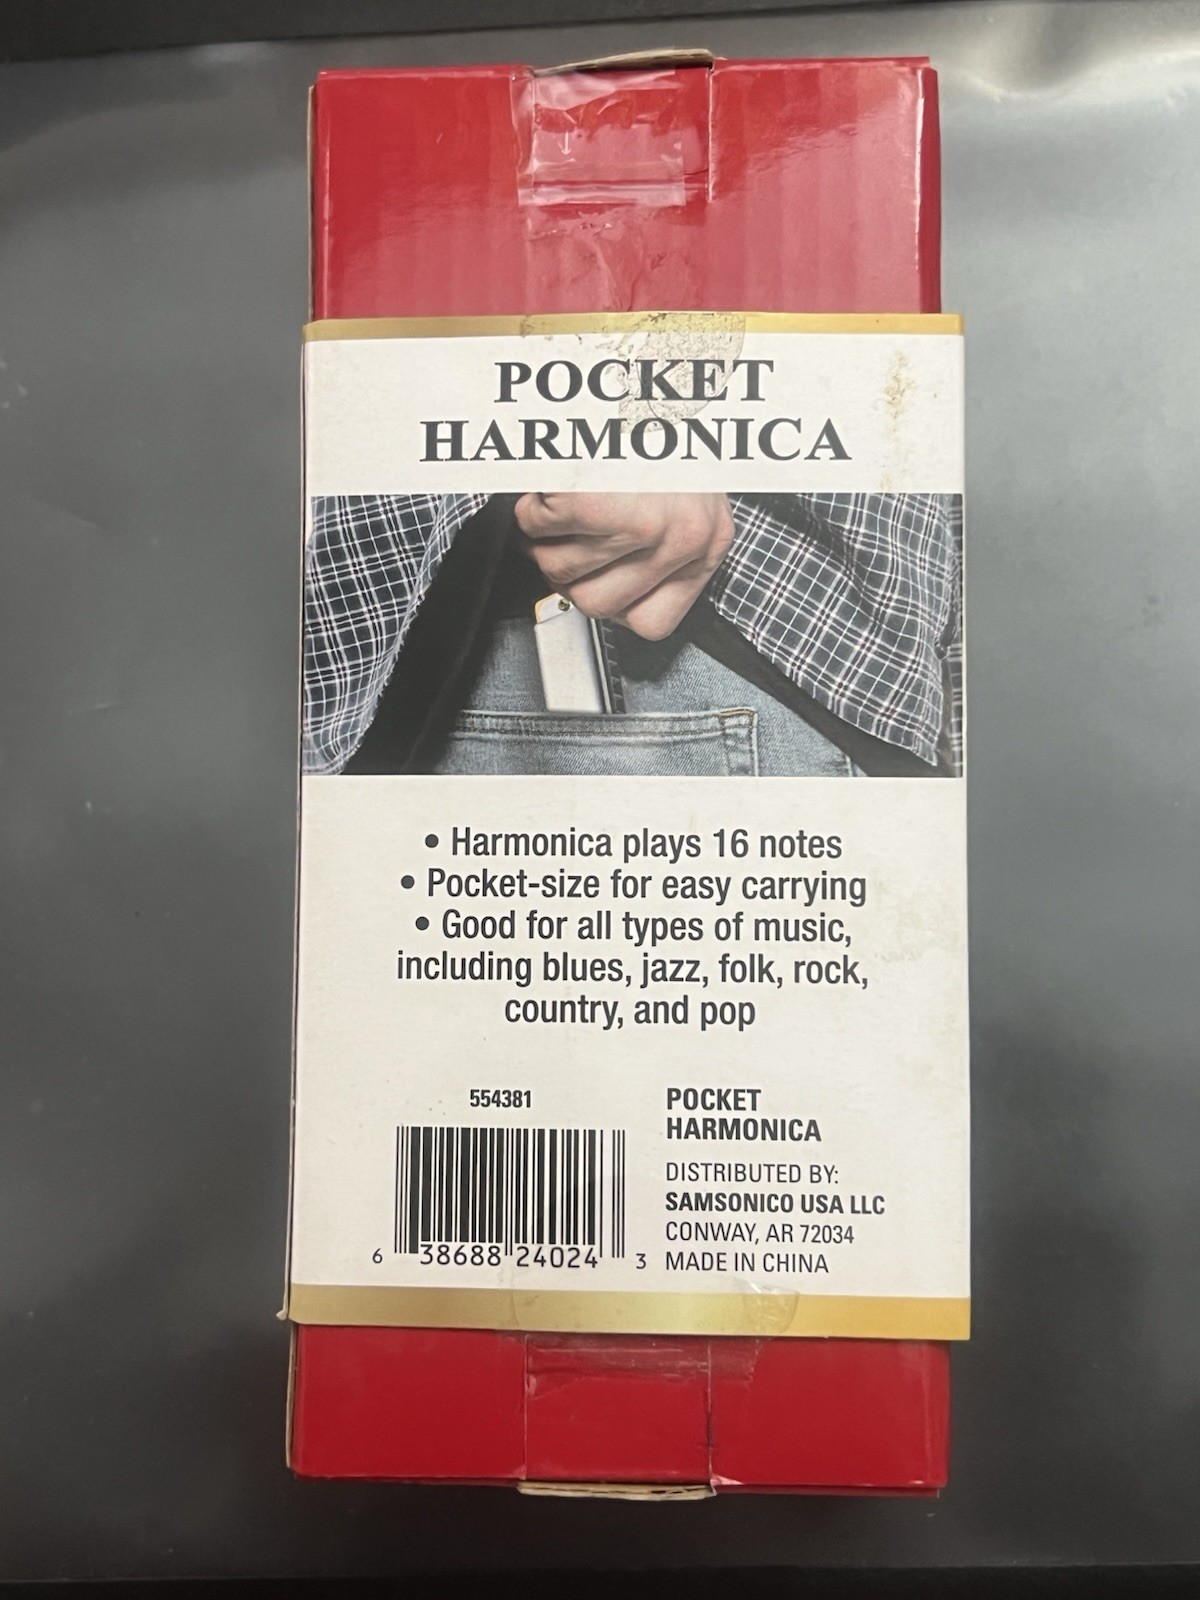 POCKET
HARMONICA
• Harmonica plays 16 notes
• Pocket-size for easy carrying
• Good for all types of music,
including blues, jazz, folk, rock,
country, and pop
554381
6 38688 24024 3
POCKET
HARMONICA
DISTRIBUTED BY:
SAMSONICO USA LLC
CONWAY, AR 72034
MADE IN CHINA